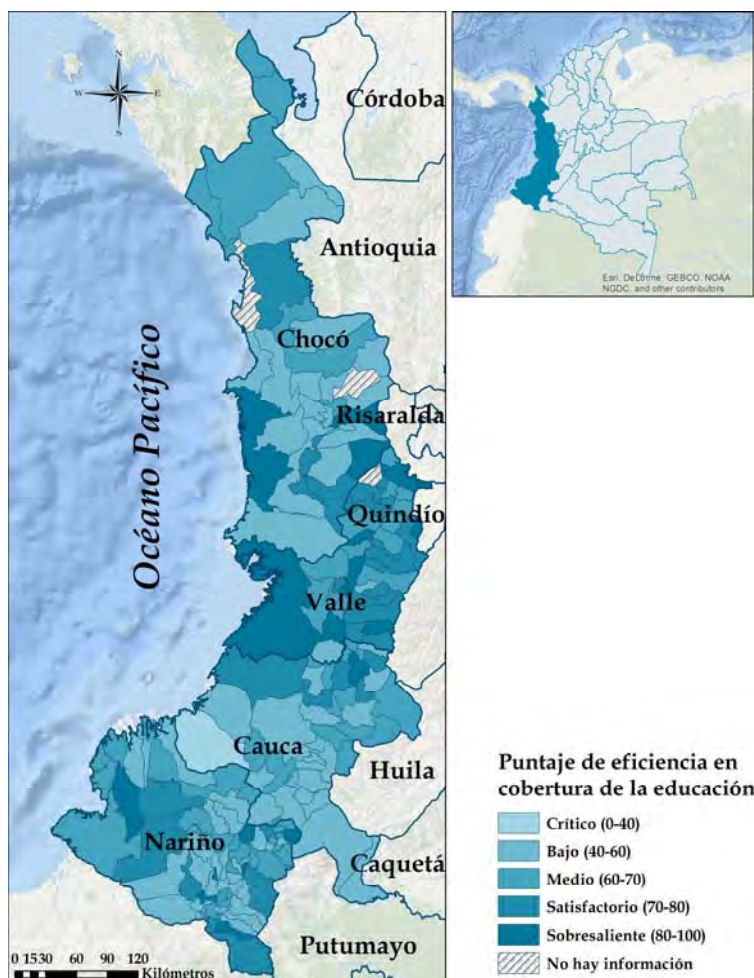 N
W
E
S
Córdoba
Antioquia
Chocó
Risaralda
Quindío
Valle
Océano Pacífico
Cauca
Huila
Nariño
Caquetá
Putumayo
0 1530 60 90 120
Kilómetros
Esri, DeLorme, GEBCO, NOAA
NGDC, and other contributors
Puntaje de eficiencia en
cobertura de la educación
Crítico (0-40)
Bajo (40-60)
Medio (60-70)
Satisfactorio (70-80)
Sobresaliente (80-100)
No hay información